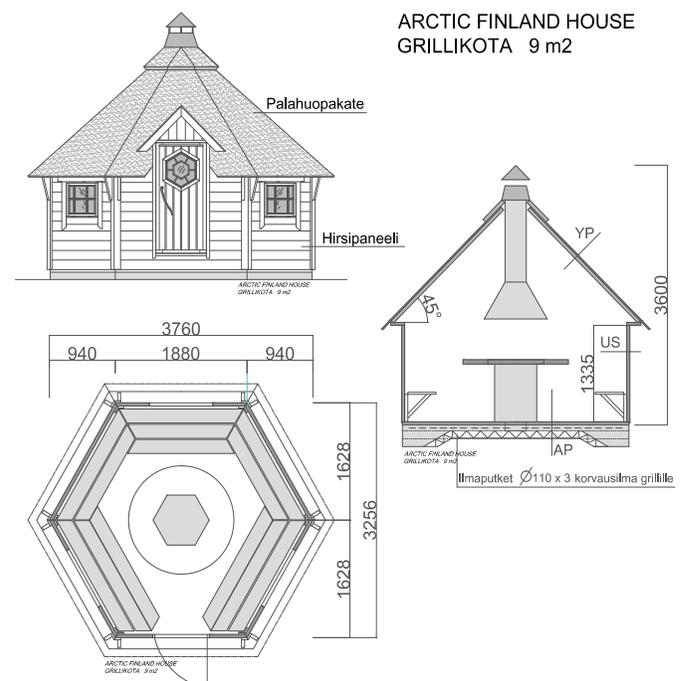 ARCTIC FINLAND HOUSE
GRILLIKOTA 9 m2
Palahuopakate
Hirsipaneeli
ARCTIC FINLAND HOUSE
GRILLIKOTA 9 m2
YP
45°
3600
US
1335
AP
ARCTIC FINLAND HOUSE
GRILLIKOTA 9 m2
Ilmaputket Ø110 x 3 korvausilma grillille
3760
940 1880 940
1628
3256
1628
ARCTIC FINLAND HOUSE
GRILLIKOTA 9 m2